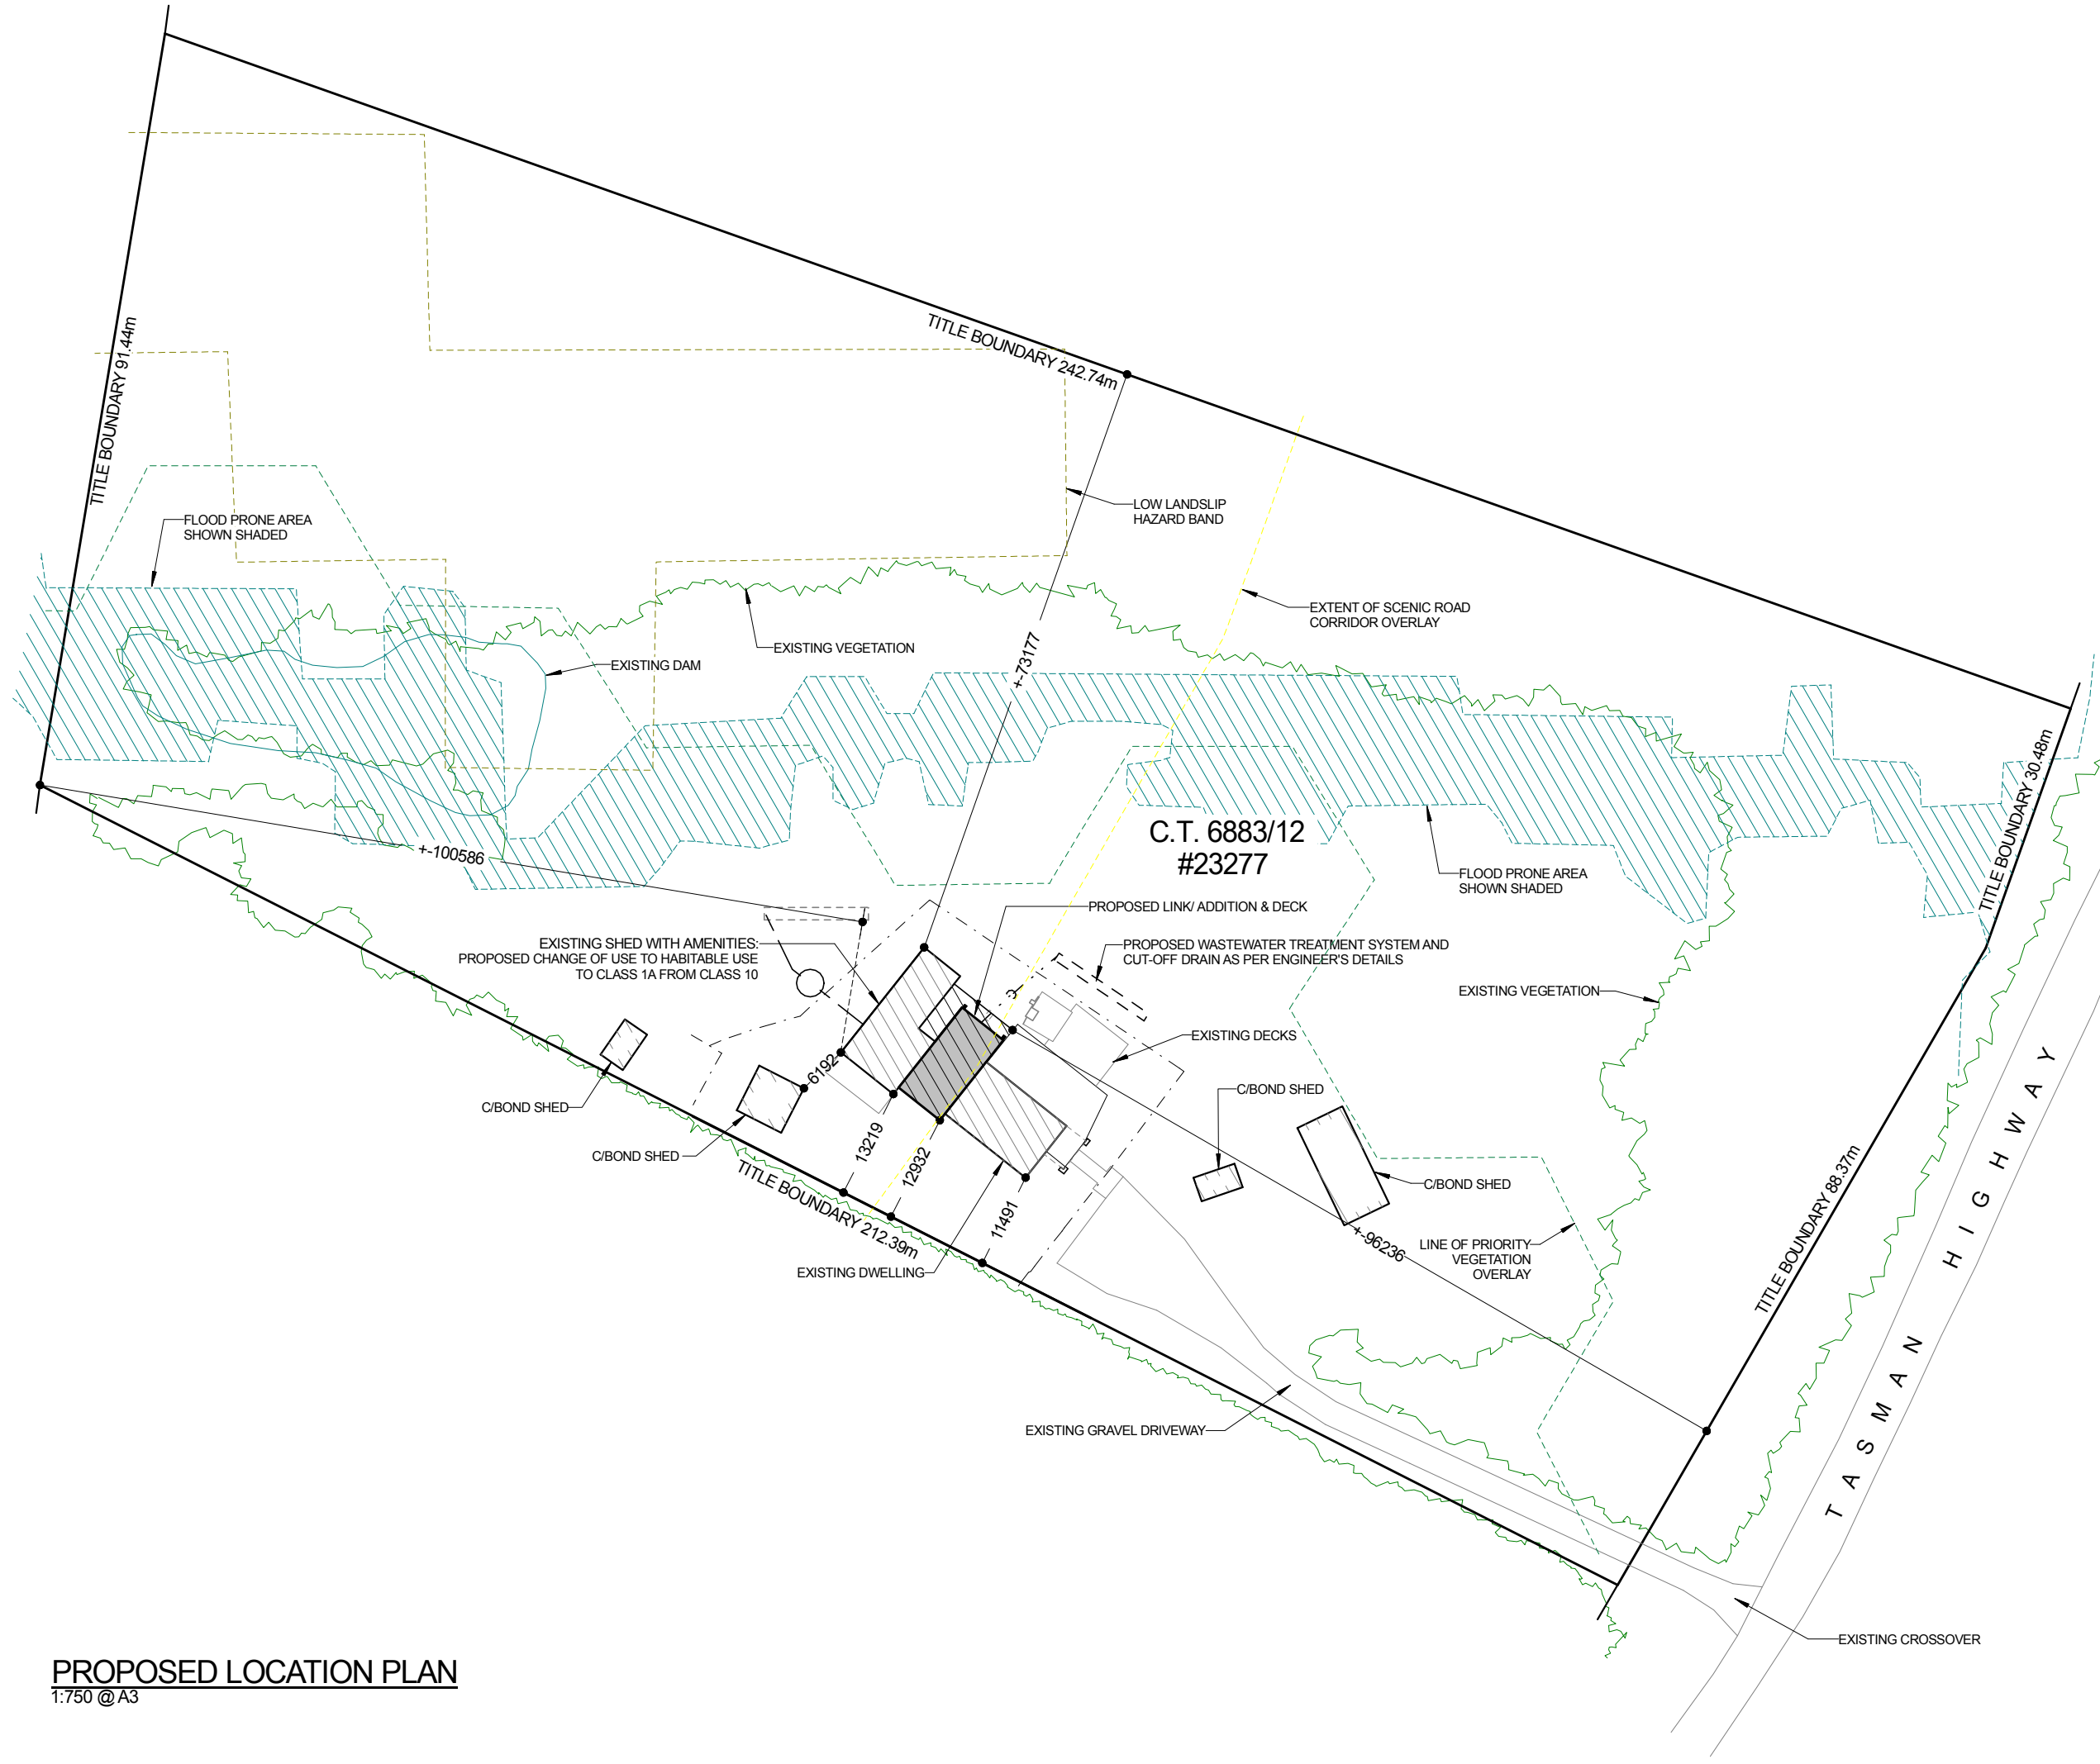 TITLE BOUNDARY 91.44m
TITLE BOUNDARY 242.74m
LOW LANDSLIP
HAZARD BAND
FLOOD PRONE AREA
SHOWN SHADED
EXTENT OF SCENIC ROAD
CORRIDOR OVERLAY
EXISTING VEGETATION
EXISTING DAM
+-73177
TITLE BOUNDARY 30.48m
C.T. 6883/12
#23277
+-100586
FLOOD PRONE AREA
SHOWN SHADED
PROPOSED LINK/ ADDITION & DECK
EXISTING SHED WITH AMENITIES:
PROPOSED CHANGE OF USE TO HABITABLE USE
TO CLASS 1A FROM CLASS 10
PROPOSED WASTEWATER TREATMENT SYSTEM AND
CUT-OFF DRAIN AS PER ENGINEER'S DETAILS
EXISTING VEGETATION
EXISTING DECKS
6192
C/BOND SHED
C/BOND SHED
C/BOND SHED
C/BOND SHED
13219
12932
11491
TITLE BOUNDARY 212.39m
EXISTING DWELLING
+-96236
LINE OF PRIORITY
VEGETATION
OVERLAY
TITLE BOUNDARY 88.37m
TASMAN HIGHWAY
EXISTING GRAVEL DRIVEWAY
EXISTING CROSSOVER
PROPOSED LOCATION PLAN
1:750 @ A3